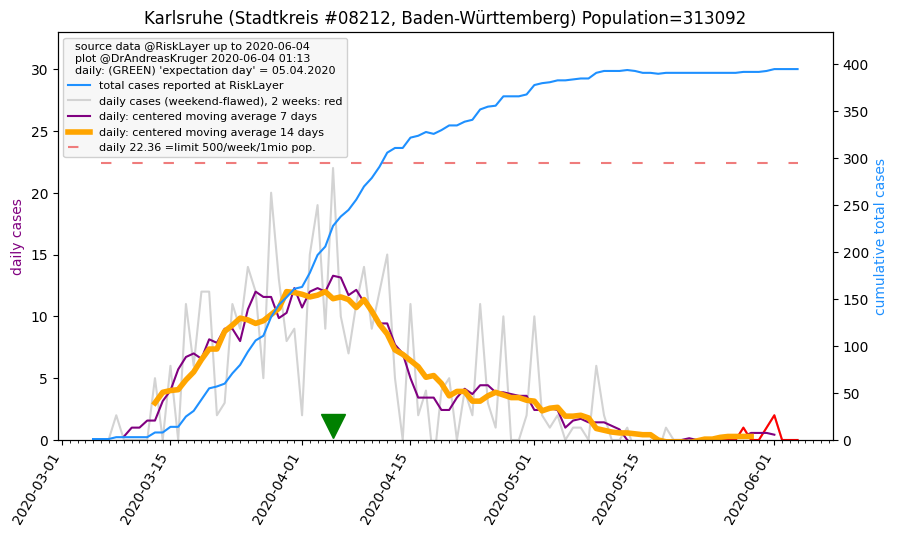 Karlsruhe (Stadtkreis #08212, Baden-Württemberg) Population=313092
source data @RiskLayer up to 2020-06-04
plot @DrAndreasKruger 2020-06-04 01:13
daily: (GREEN) 'expectation day' = 05.04.2020
total cases reported at RiskLayer
daily cases (weekend-flawed), 2 weeks: red
daily: centered moving average 7 days
daily: centered moving average 14 days
daily 22.36 =limit 500/week/1mio pop.
daily cases
30
25
20
15
10
5
0
cumulative total cases
400
350
300
250
200
150
100
50
0
2020-03-01
2020-03-15
2020-04-01
2020-04-15
2020-05-01
2020-05-15
2020-06-01